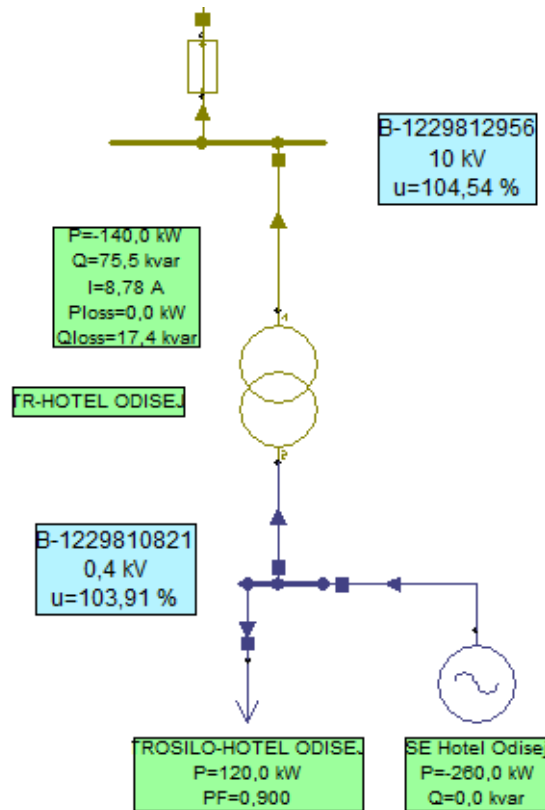 B-1229812956
10 kV
u=104,54 %
P=-140,0 kW
Q=75,5 kvar
I=8,78 A
Ploss=0,0 kW
Qloss=17,4 kvar
1
TR-HOTEL ODISEJ
2
B-1229810821
0,4 kV
u=103,91 %
TROSILO-HOTEL ODISEJ
P=120,0 kW
PF=0,900
SE Hotel Odisej
P=-260,0 kW
Q=0,0 kvar